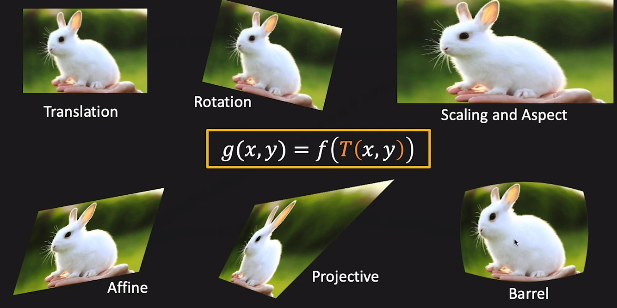 Translation
Rotation
Scaling and Aspect
g(x,y) = f(T(x,y))
Affine
Projective
Barrel